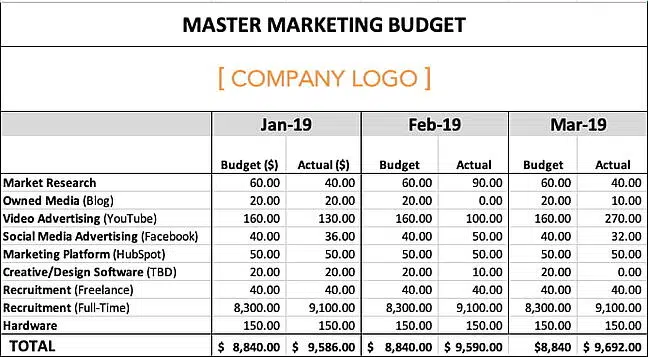 MASTER MARKETING BUDGET
[ COMPANY LOGO ]
Jan-19 Feb-19 Mar-19
Budget ($) Actual ($) Budget Actual Budget Actual
Market Research 60.00 40.00 60.00 90.00 60.00 40.00
Owned Media (Blog) 20.00 20.00 20.00 0.00 20.00 10.00
Video Advertising (YouTube) 160.00 130.00 160.00 100.00 160.00 270.00
Social Media Advertising (Facebook) 40.00 36.00 40.00 50.00 40.00 32.00
Marketing Platform (HubSpot) 50.00 50.00 50.00 50.00 50.00 50.00
Creative/Design Software (TBD) 20.00 20.00 20.00 10.00 20.00 0.00
Recruitment (Freelance) 40.00 40.00 40.00 40.00 40.00 40.00
Recruitment (Full-Time) 8,300.00 9,100.00 8,300.00 9,100.00 8,300.00 9,100.00
Hardware 150.00 150.00 150.00 150.00 150.00 150.00
TOTAL $ 8,840.00 $ 9,586.00 $ 8,840.00 $ 9,590.00 $8,840 $ 9,692.00